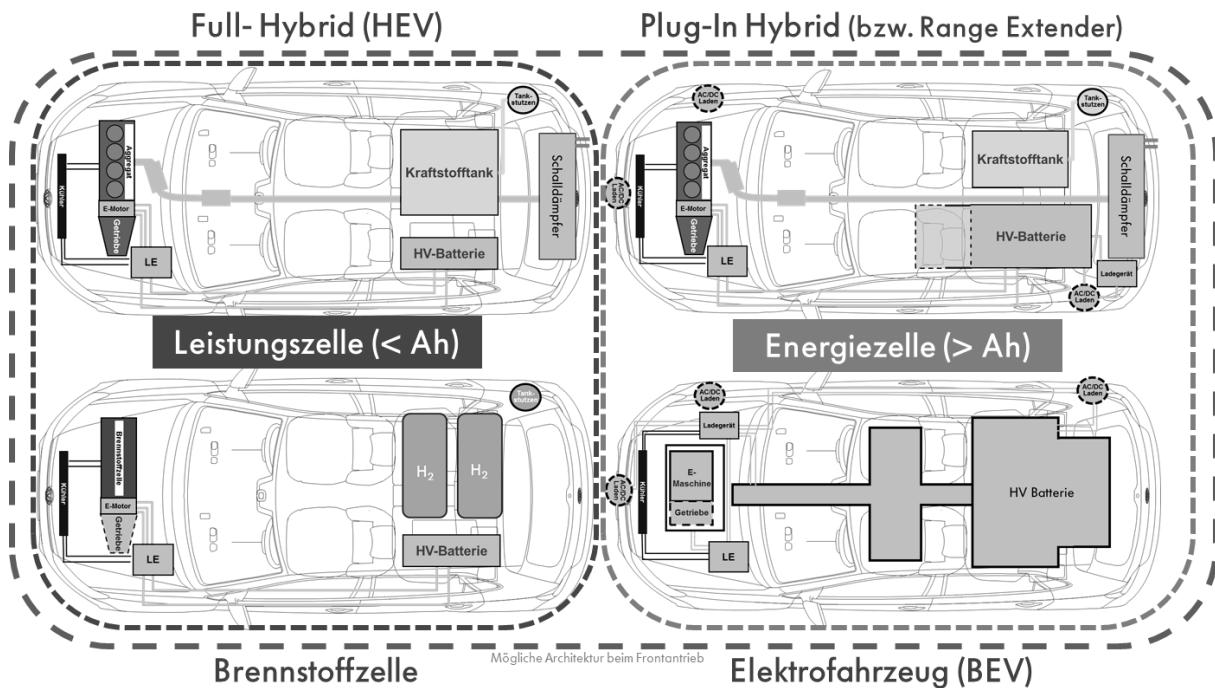 Full- Hybrid (HEV)
Plug-In Hybrid (bzw. Range Extender)
Tank-
stutzen
Aggregat
Kühler
E-Motor
Getriebe
LE
Kraftstofftank
HV-Batterie
Schalldämpfer
AC/DC
Laden
AC/DC
Laden
Tank-
stutzen
Aggregat
Kühler
E-Motor
Getriebe
LE
Kraftstofftank
HV-Batterie
Schalldämpfer
Ladegerät
AC/DC
Laden
Leistungszelle (< Ah)
Energiezelle (> Ah)
Tank-
stutzen
Brennstoffzelle
Kühler
E-Motor
Getriebe
LE
H2
H2
HV-Batterie
AC/DC
Laden
AC/DC
Laden
AC/DC
Laden
Ladegerät
Kühler
E-
Maschine
Getriebe
LE
HV Batterie
Mögliche Architektur beim Frontantrieb
Brennstoffzelle
Elektrofahrzeug (BEV)